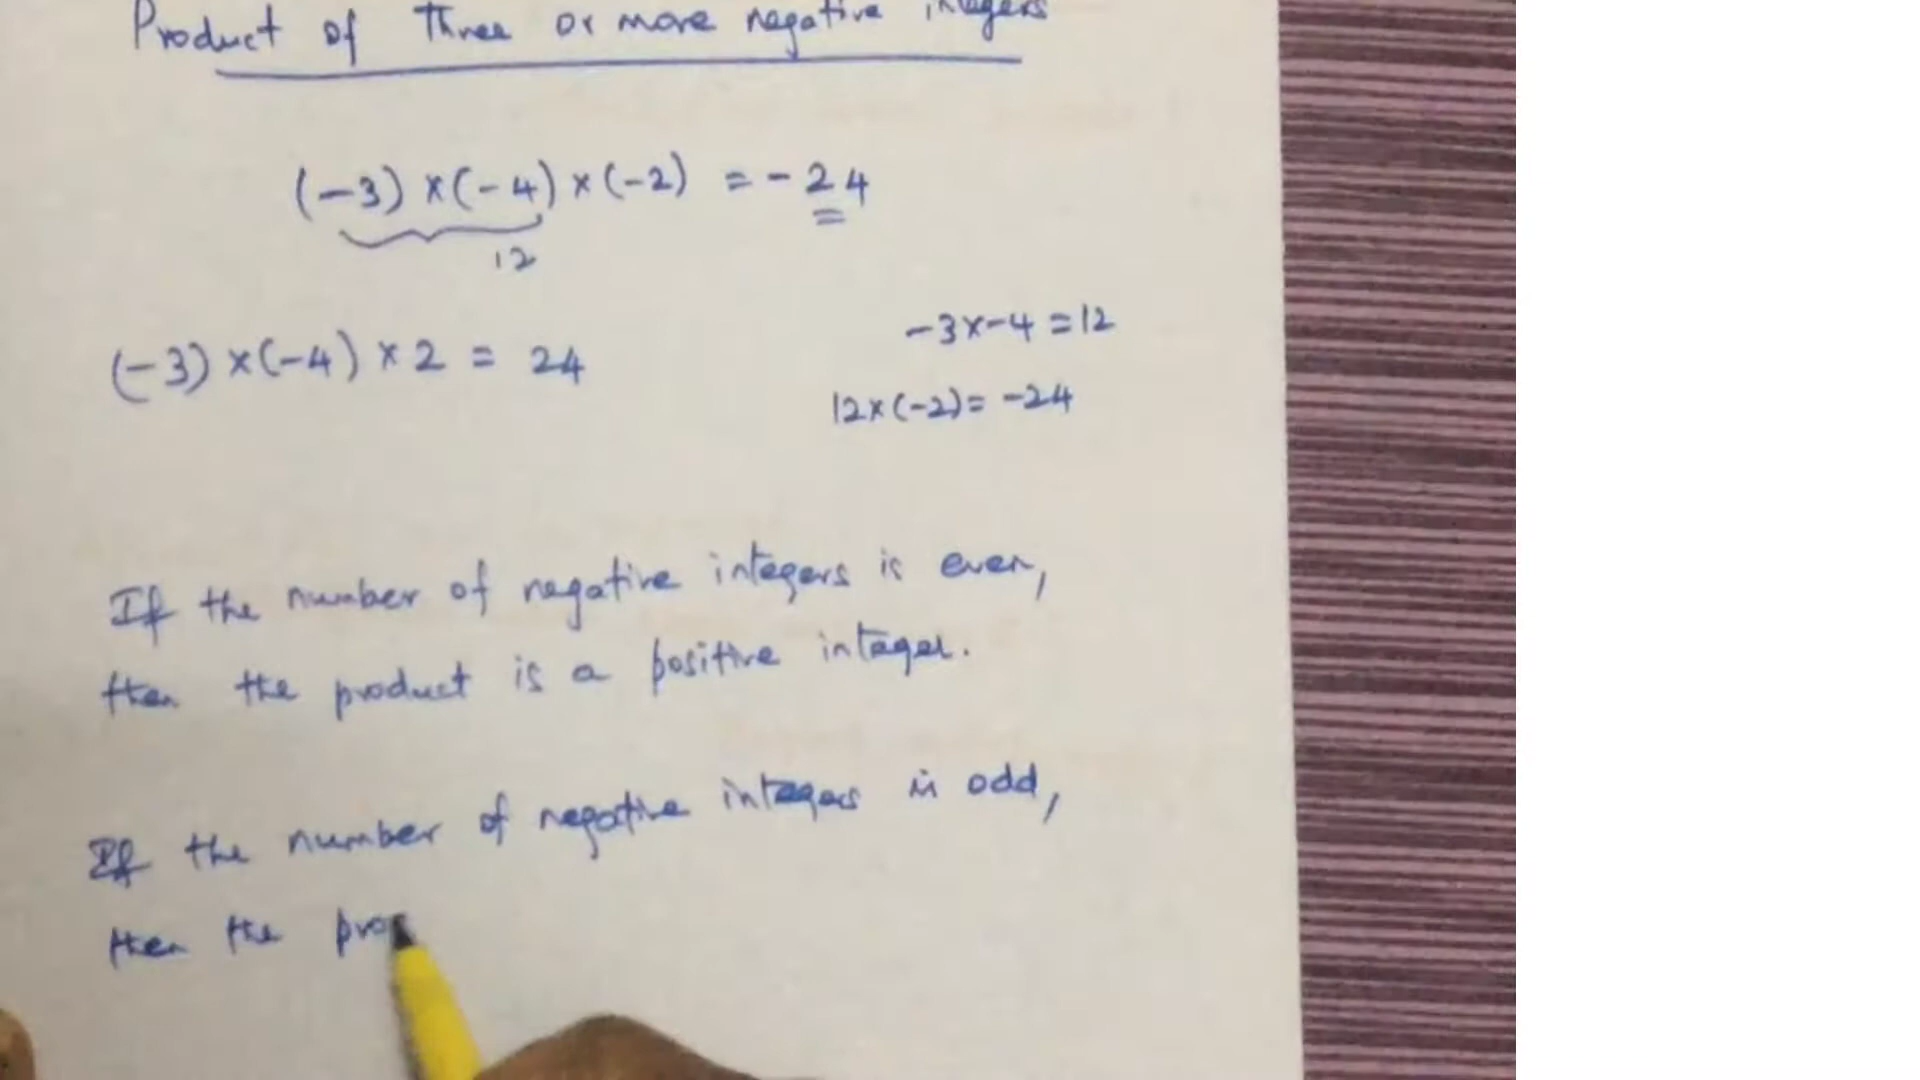 Product of Three or more negative integers
(-3) ×(-4) × (-2) = - 24
12
-3×-4 = 12
(-3) ×(-4) × 2 = 24
12×(-2)= -24
If the number of negative integers is even,
then the product is a positive integer.
If the number of negative integers is odd,
then the pro